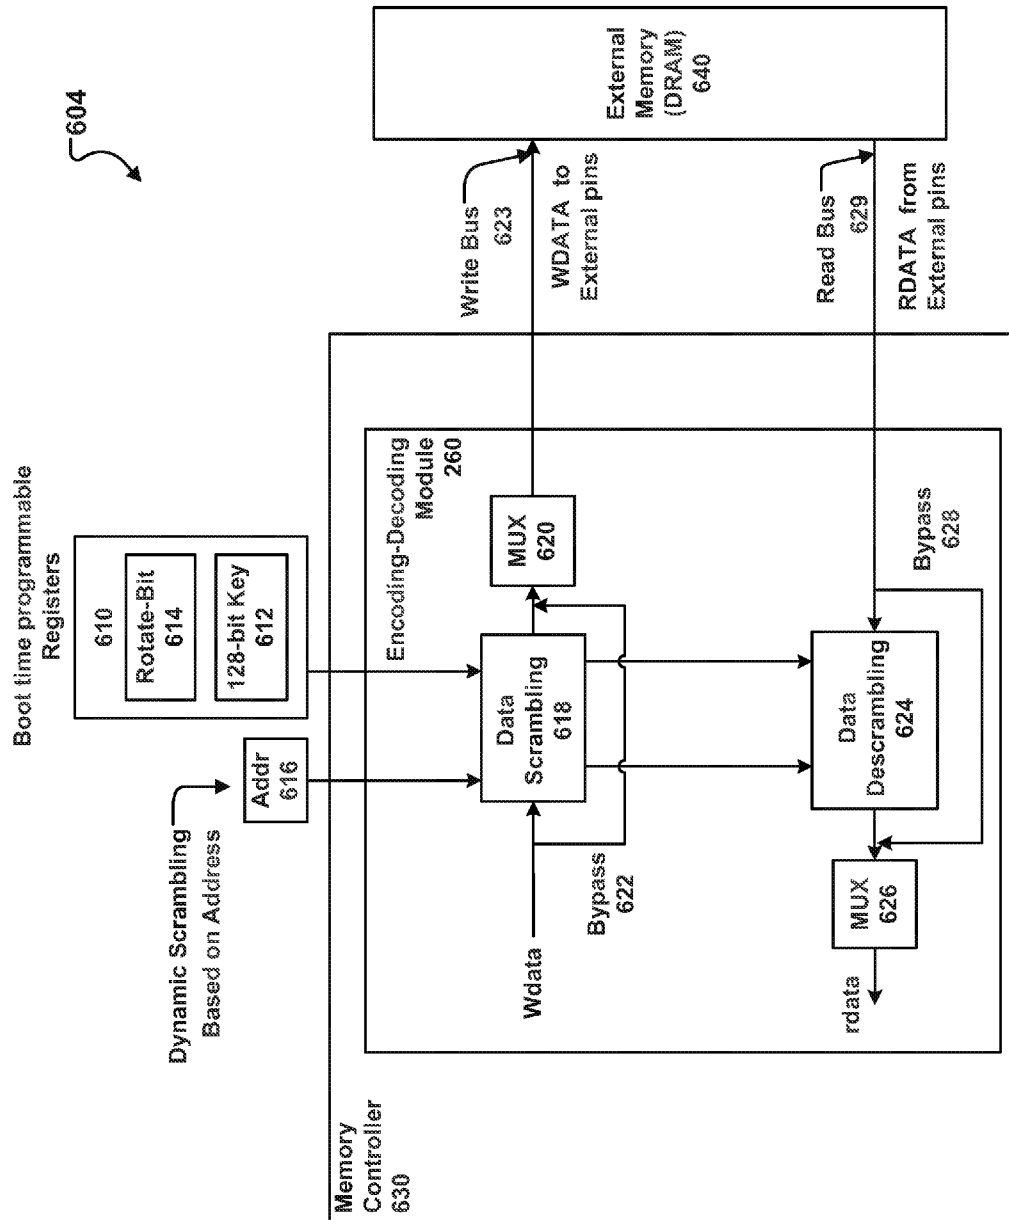 604
Boot time programmable
Registers
610
Rotate-Bit
614
128-bit Key
612
Dynamic Scrambling
Based on Address
Addr
616
Memory
Controller
630
Encoding-Decoding
Module
260
Wdata
Data
Scrambling
618
MUX
620
Bypass
622
Write Bus
623
WDATA to
External pins
External
Memory
(DRAM)
640
Read Bus
629
RDATA from
External pins
rdata
MUX
626
Data
Descrambling
624
Bypass
628